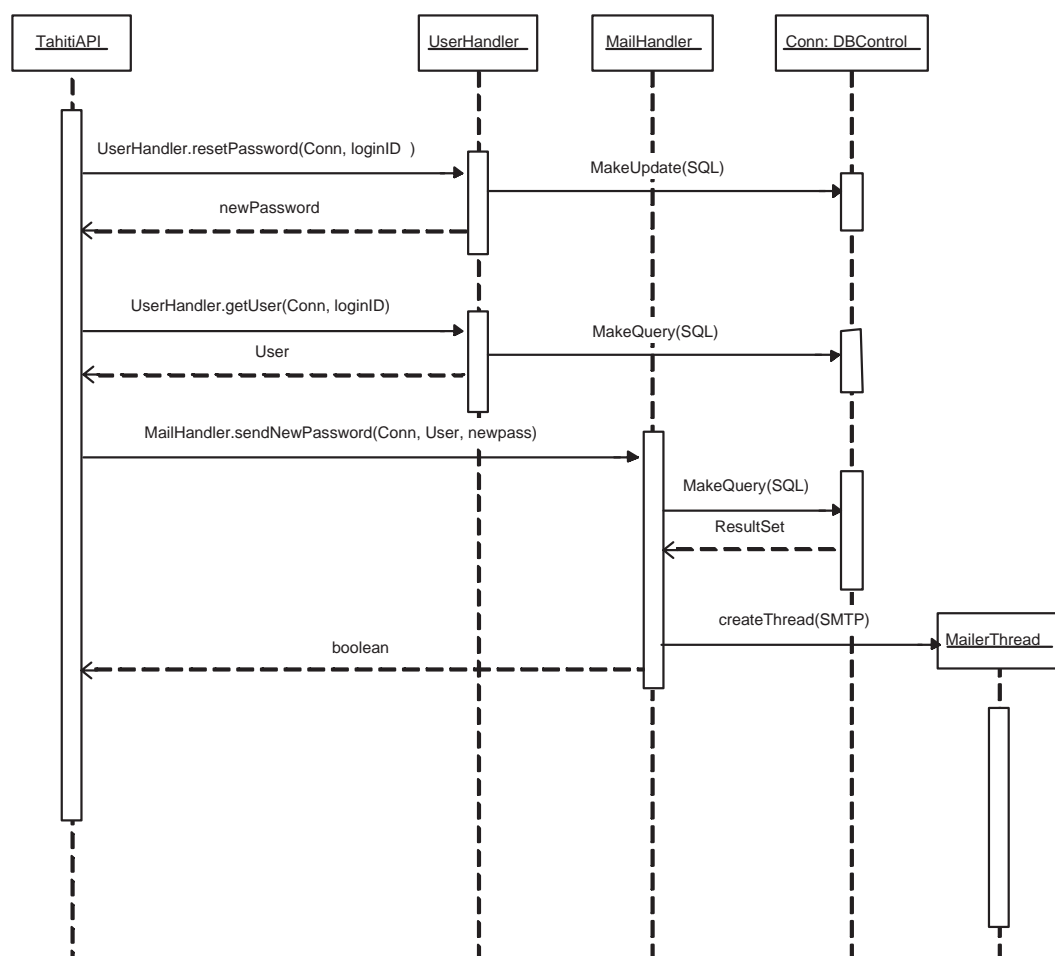 TahitiAPI
UserHandler
MailHandler
Conn: DBControl
UserHandler.resetPassword(Conn, loginID )
MakeUpdate(SQL)
newPassword
UserHandler.getUser(Conn, loginID)
MakeQuery(SQL)
User
MailHandler.sendNewPassword(Conn, User, newpass)
MakeQuery(SQL)
ResultSet
createThread(SMTP)
MailerThread
boolean